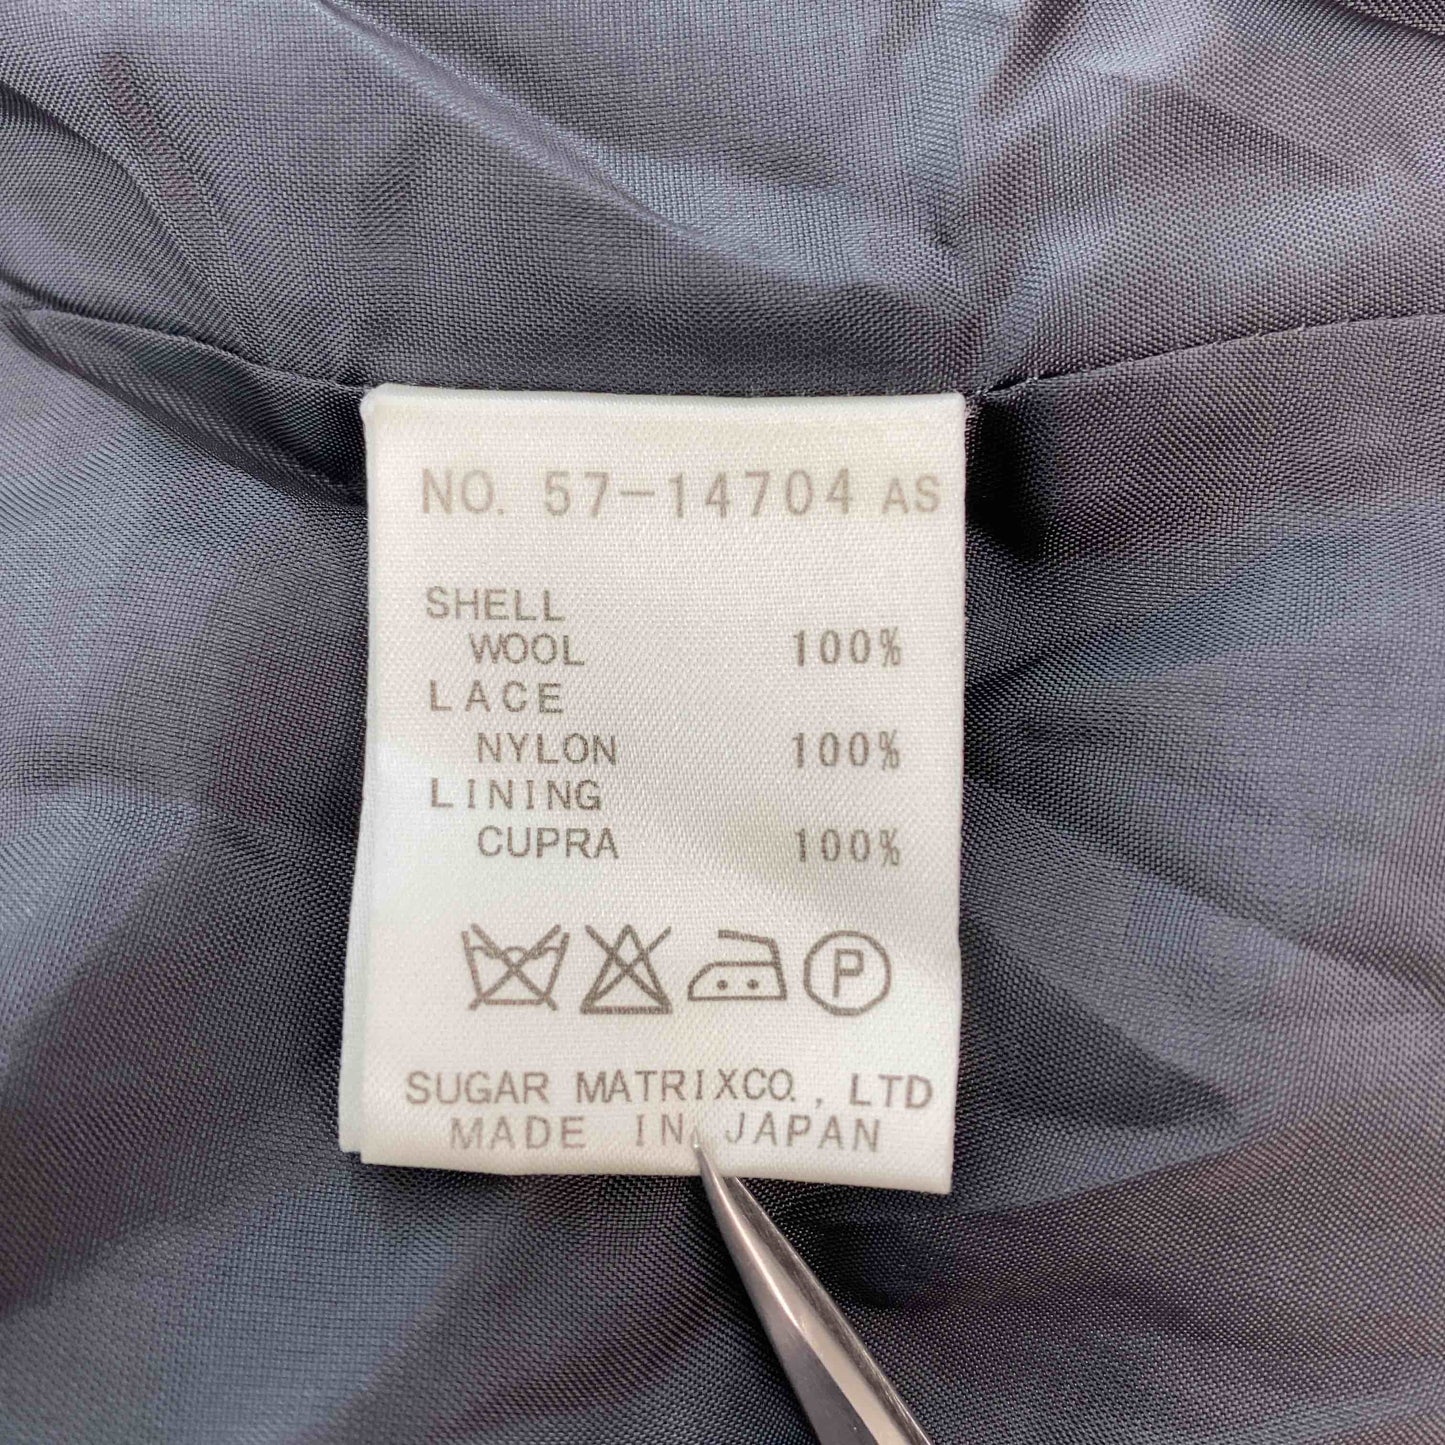 NO. 57-14704 AS
SHELL
WOOL 100%
LACE
NYLON 100%
LINING
CUPRA 100%
P
SUGAR MATRIXCO., LTD
MADE IN JAPAN